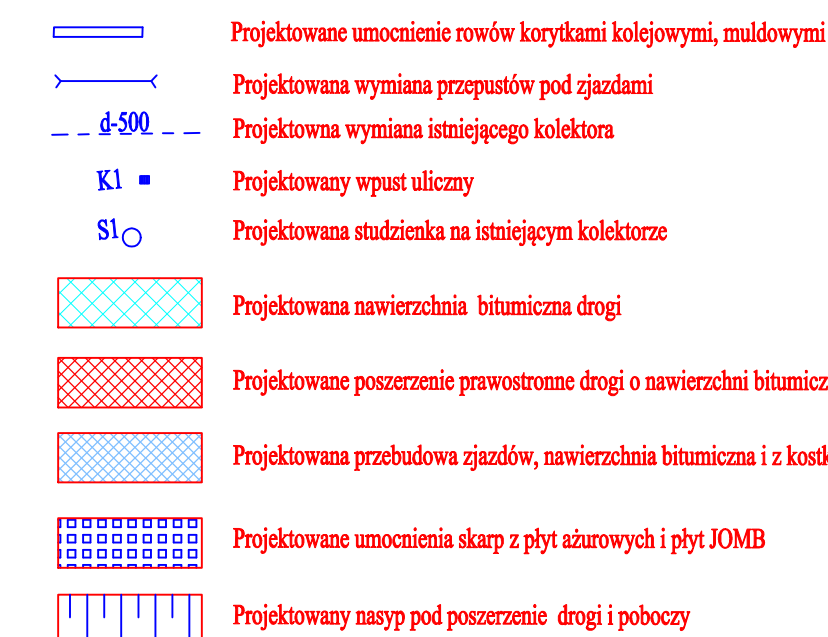 Projektowane umocnienie rowów korytkami kolejowymi, muldowymi
Projektowana wymiana przepustów pod zjazdami
d-500 Projektowna wymiana istniejącego kolektora
K1 Projektowany wpust uliczny
S1 Projektowana studzienka na istniejącym kolektorze
Projektowana nawierzchnia bitumiczna drogi
Projektowane poszerzenie prawostronne drogi o nawierzchni bitumicz
Projektowana przebudowa zjazdów, nawierzchnia bitumiczna i z kostk
Projektowane umocnienia skarp z płyt ażurowych i płyt JOMB
Projektowany nasyp pod poszerzenie drogi i poboczy